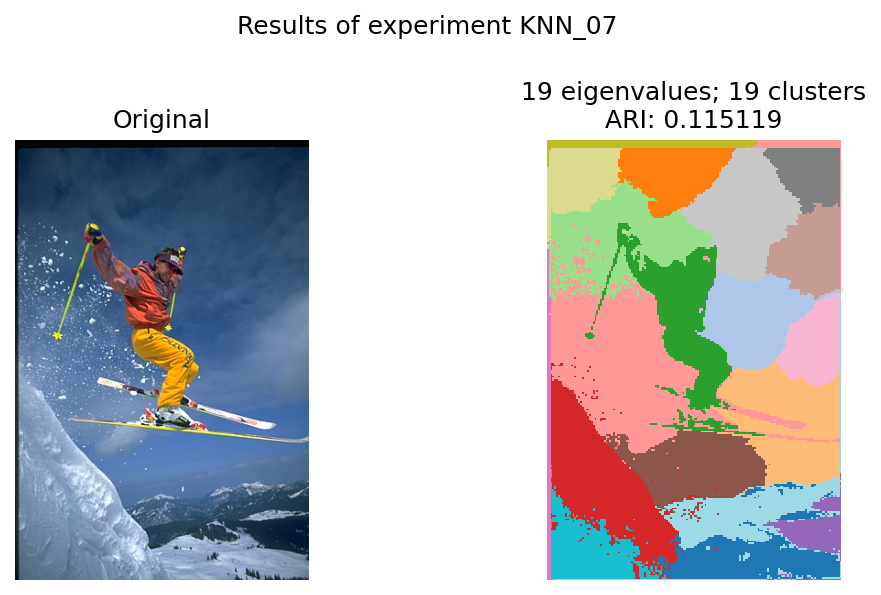 Results of experiment KNN_07
Original
19 eigenvalues; 19 clusters
ARI: 0.115119